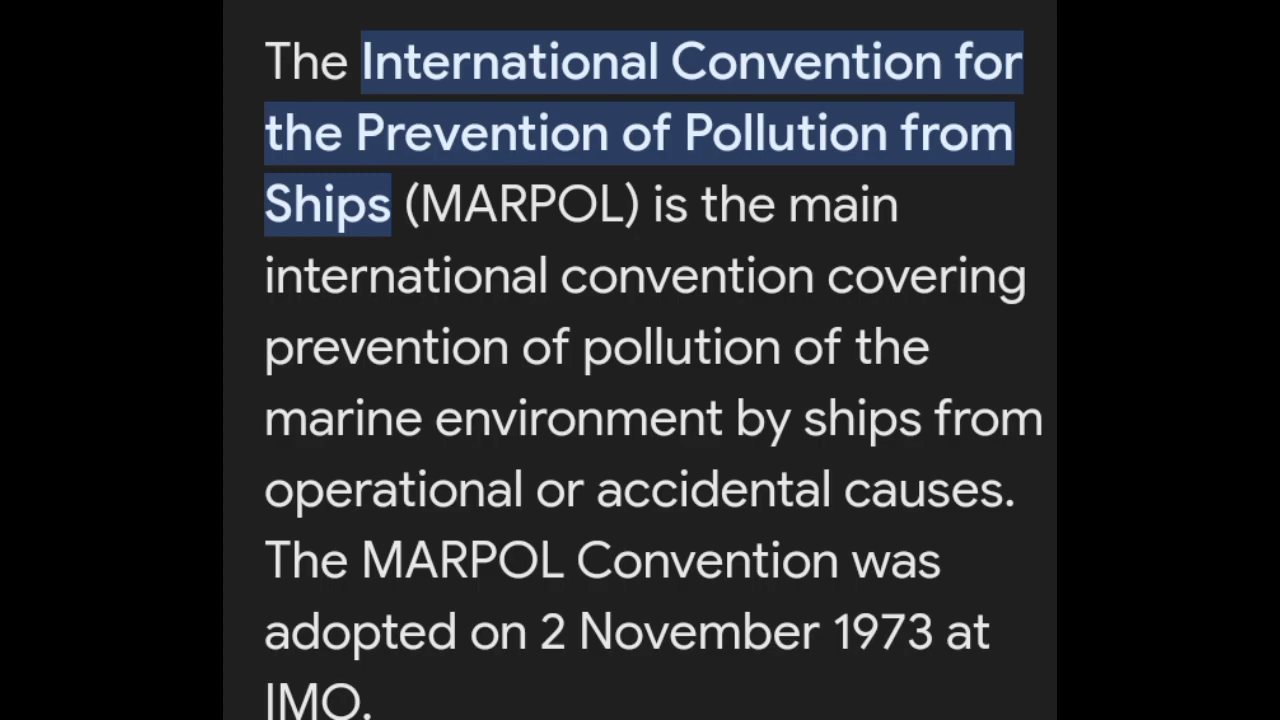 The International Convention for
the Prevention of Pollution from
Ships (MARPOL) is the main
international convention covering
prevention of pollution of the
marine environment by ships from
operational or accidental causes.
The MARPOL Convention was
adopted on 2 November 1973 at
IMO.